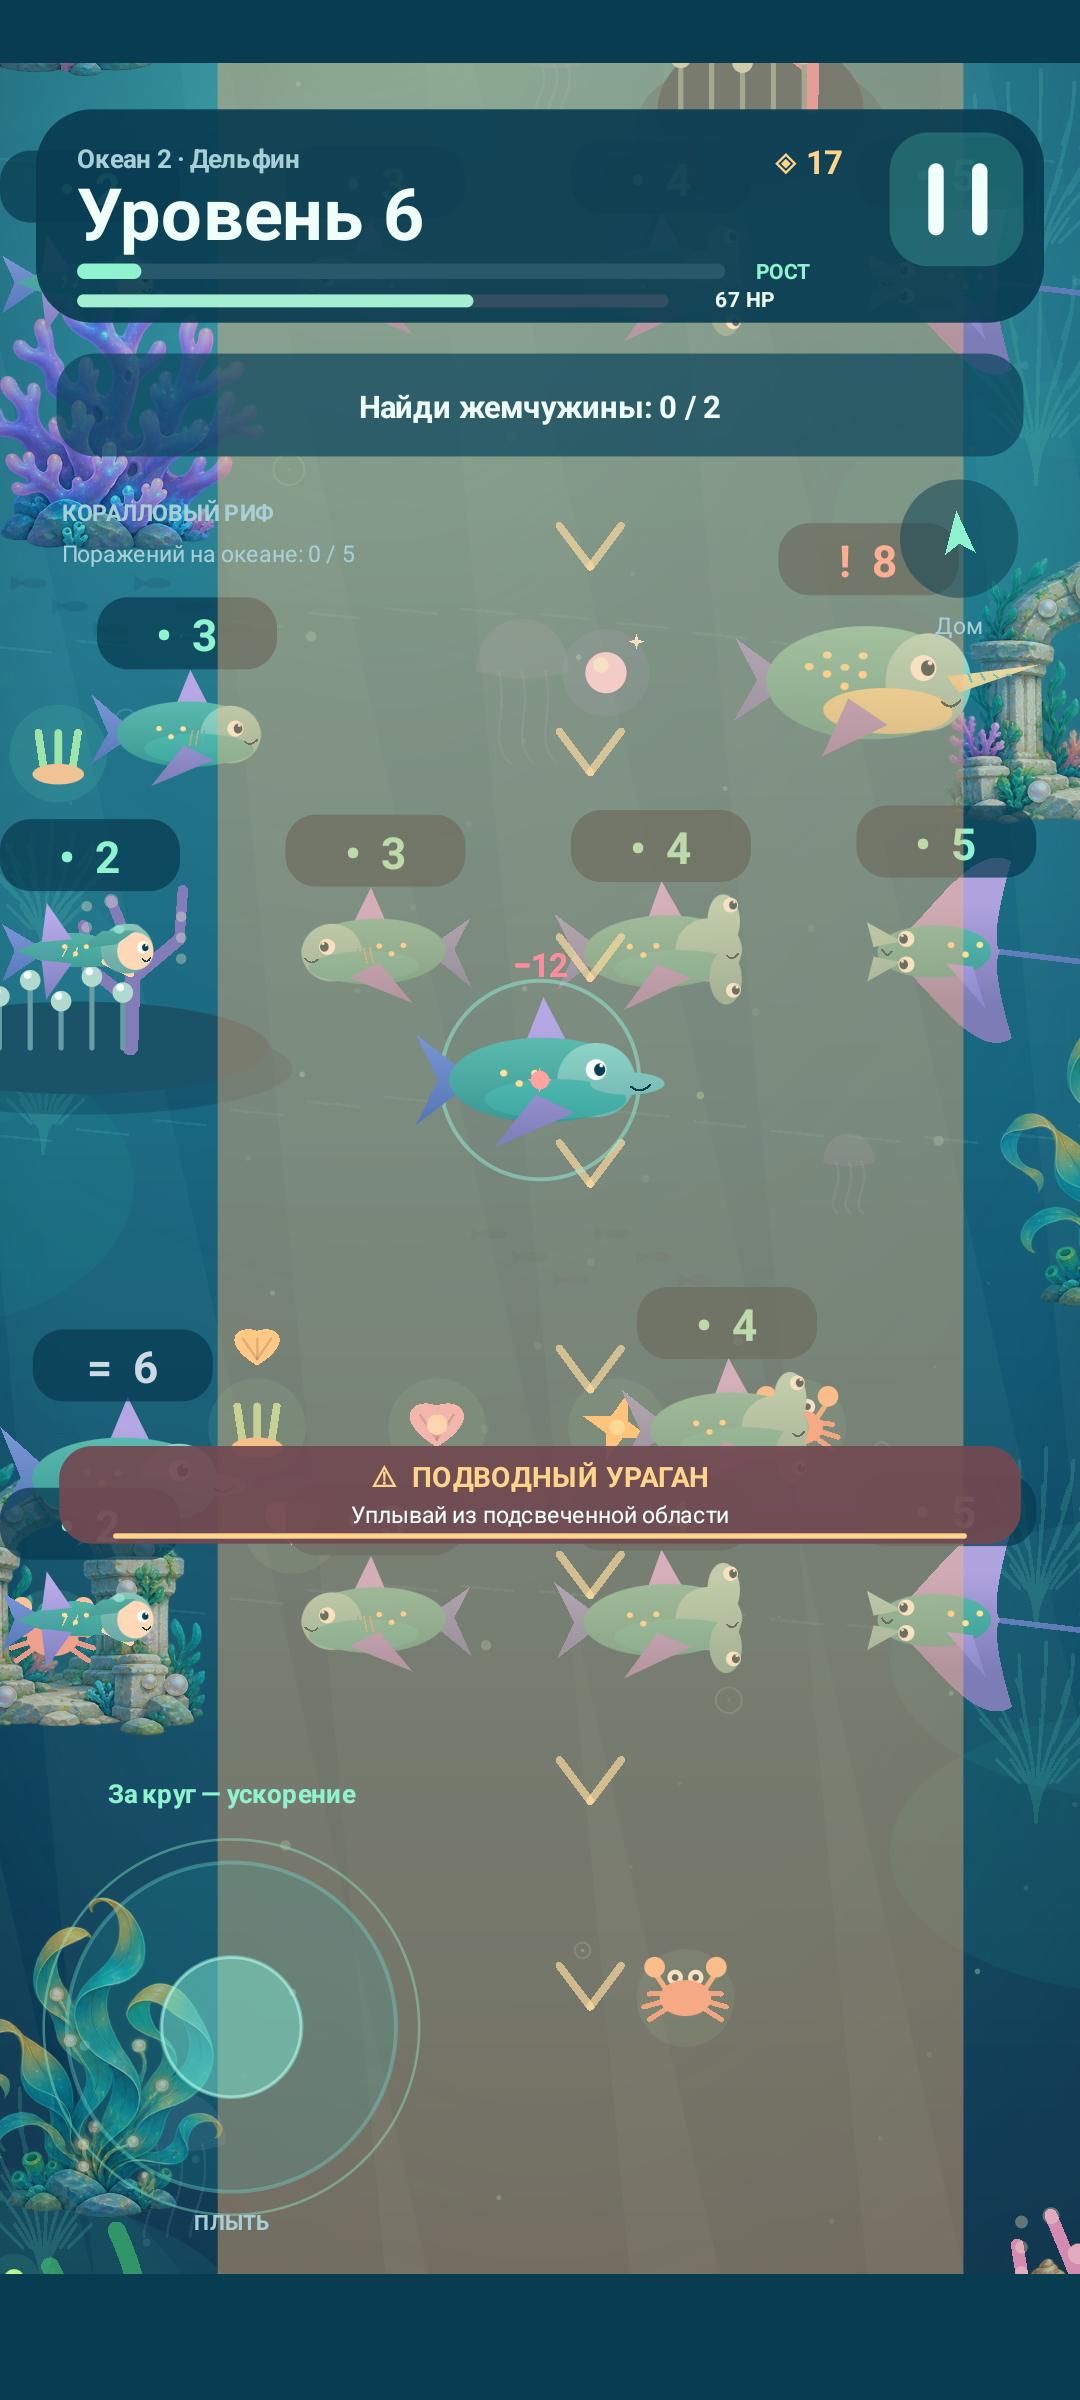 Океан 2 · Дельфин
17
Уровень 6
РОСТ
67 HP
Найди жемчужины: 0 / 2
КОРАЛЛОВЫЙ РИФ
Поражений на океане: 0 / 5
! 8
Дом
• 3
• 2
• 3
• 4
• 5
−12
• 4
= 6
⚠ ПОДВОДНЫЙ УРАГАН
Уплывай из подсвеченной области
• 2
5
За круг — ускорение
ПЛЫТЬ